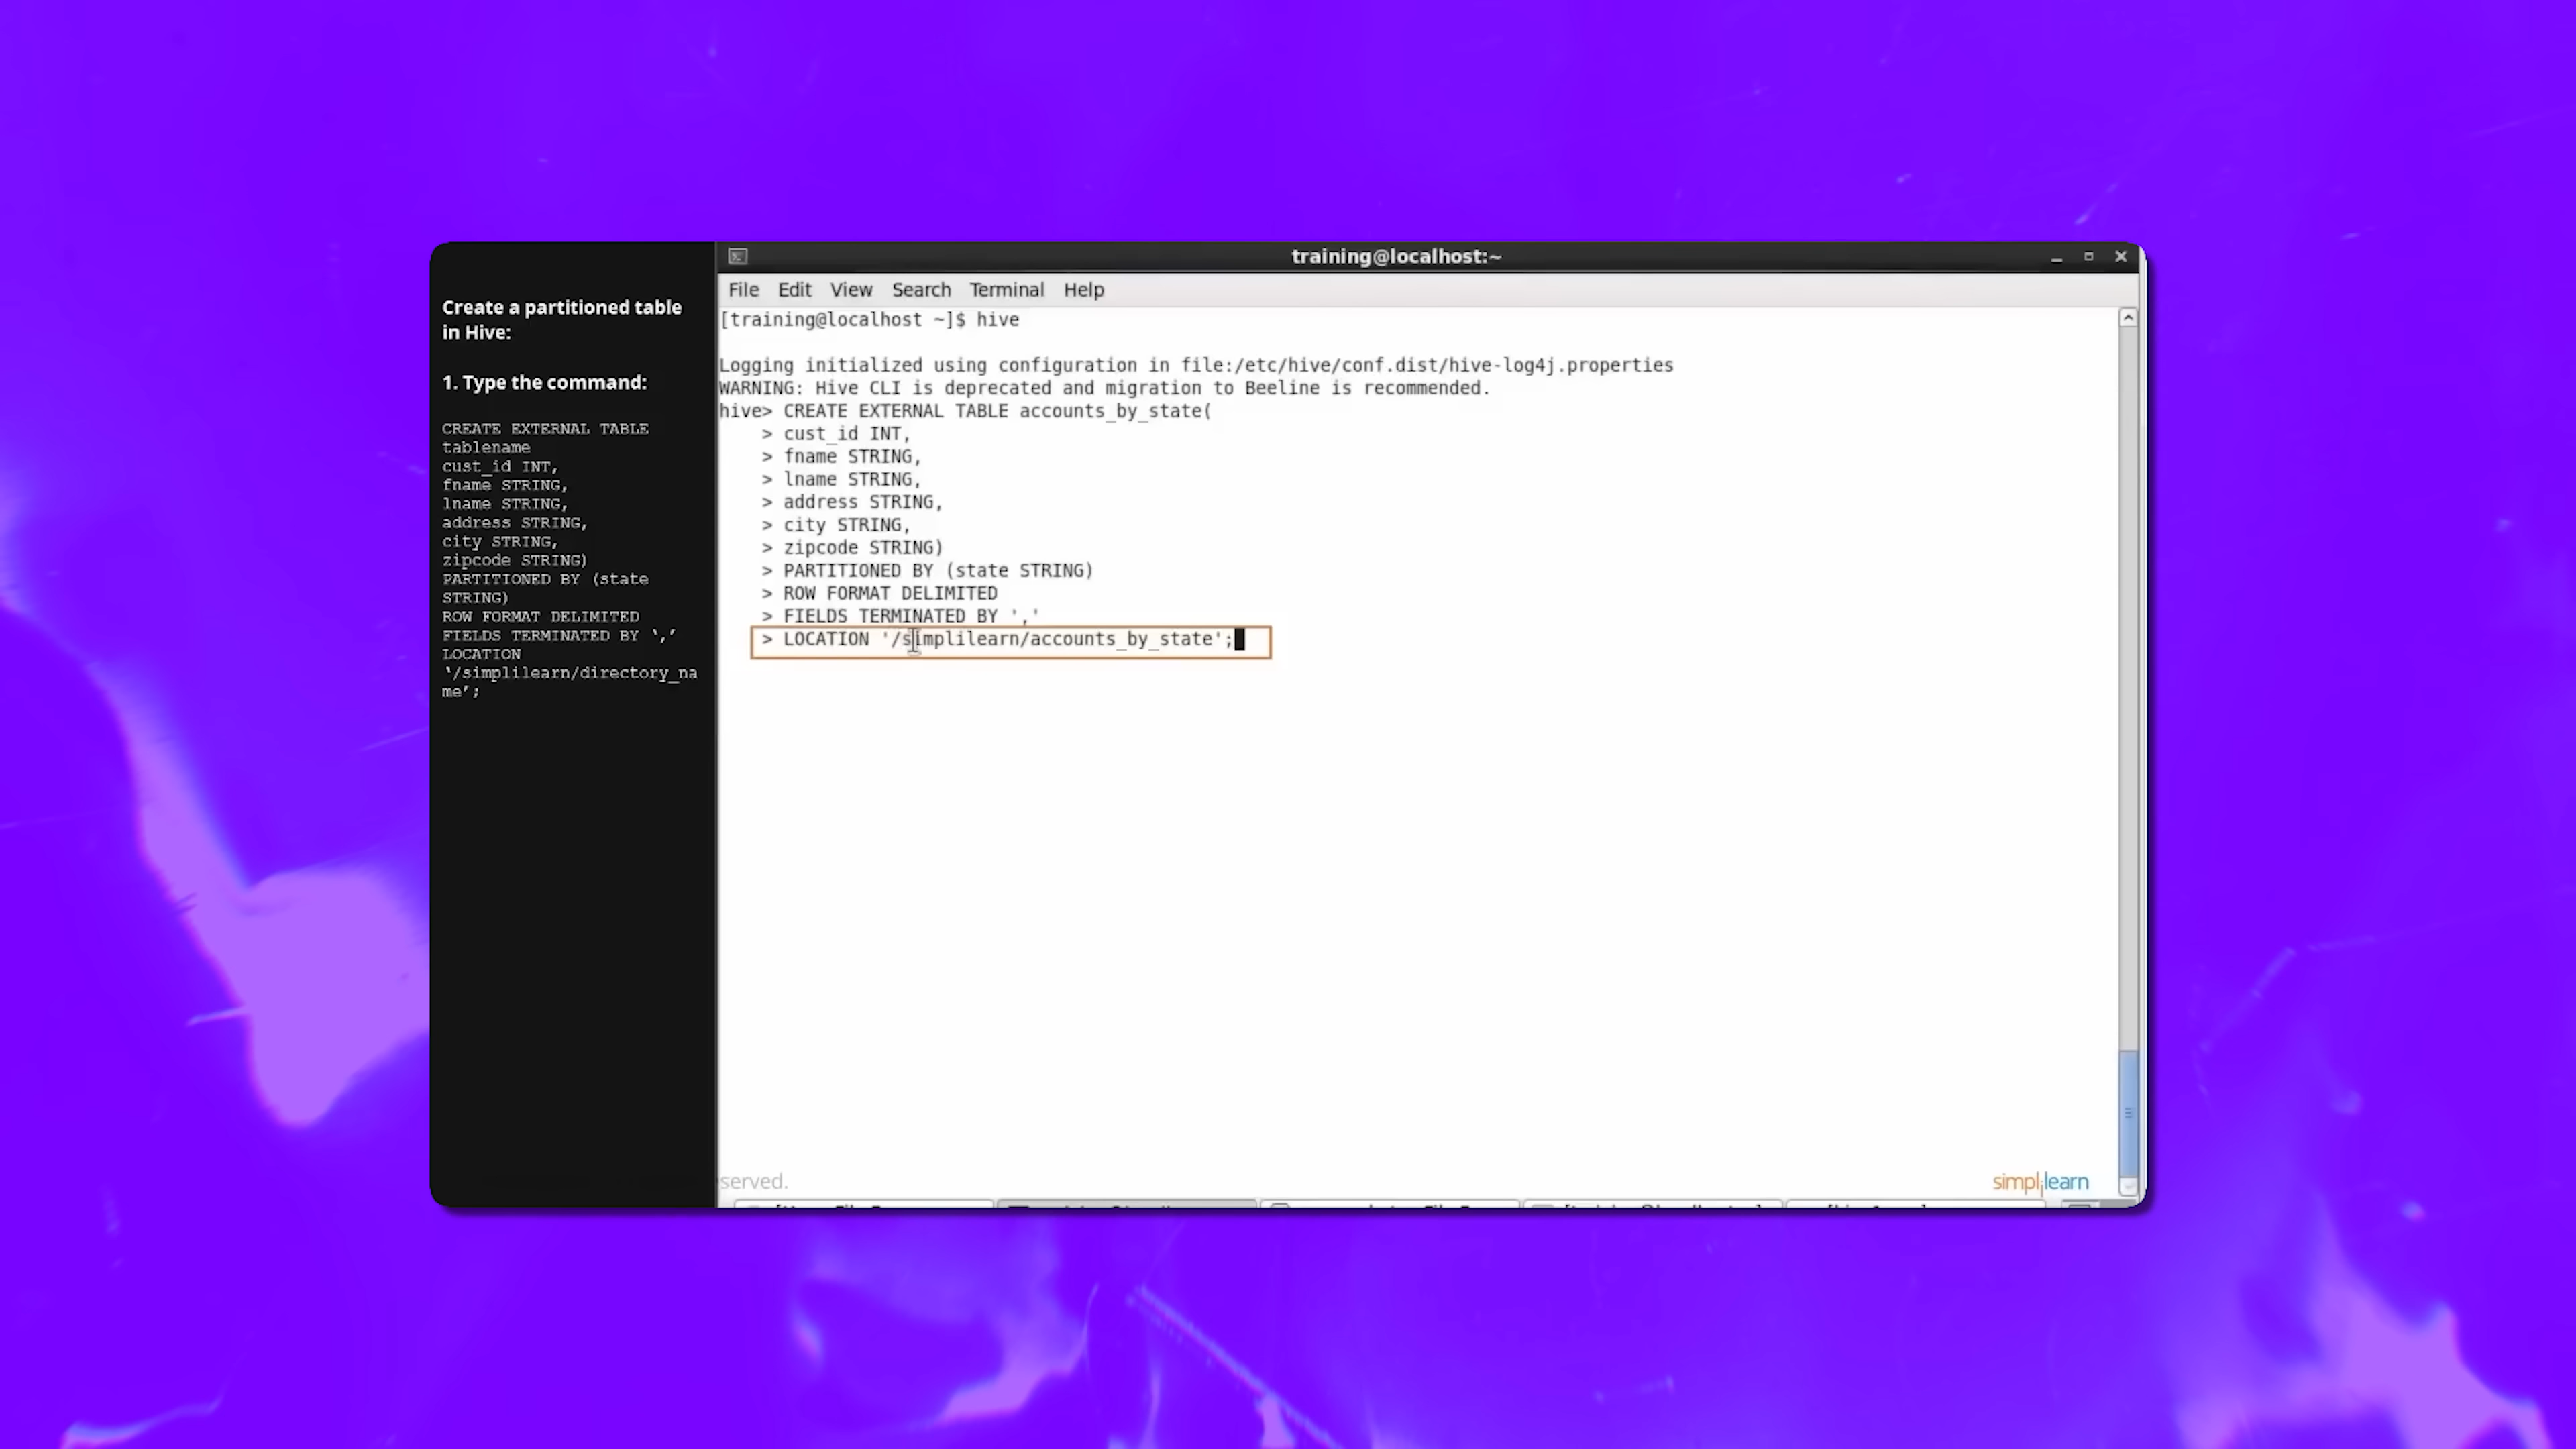 Create a partitioned table
in Hive:
1. Type the command:
CREATE EXTERNAL TABLE
tablename
cust_id INT,
fname STRING,
lname STRING,
address STRING,
city STRING,
zipcode STRING)
PARTITIONED BY (state
STRING)
ROW FORMAT DELIMITED
FIELDS TERMINATED BY ‘,’
LOCATION
‘/simplilearn/directory_na
me’;
training@localhost:~
File Edit View Search Terminal Help
[training@localhost ~]$ hive
Logging initialized using configuration in file:/etc/hive/conf.dist/hive-log4j.properties
WARNING: Hive CLI is deprecated and migration to Beeline is recommended.
hive> CREATE EXTERNAL TABLE accounts_by_state(
> cust_id INT,
> fname STRING,
> lname STRING,
> address STRING,
> city STRING,
> zipcode STRING)
> PARTITIONED BY (state STRING)
> ROW FORMAT DELIMITED
> FIELDS TERMINATED BY ','
> LOCATION '/simplilearn/accounts_by_state';
served.
simplilearn